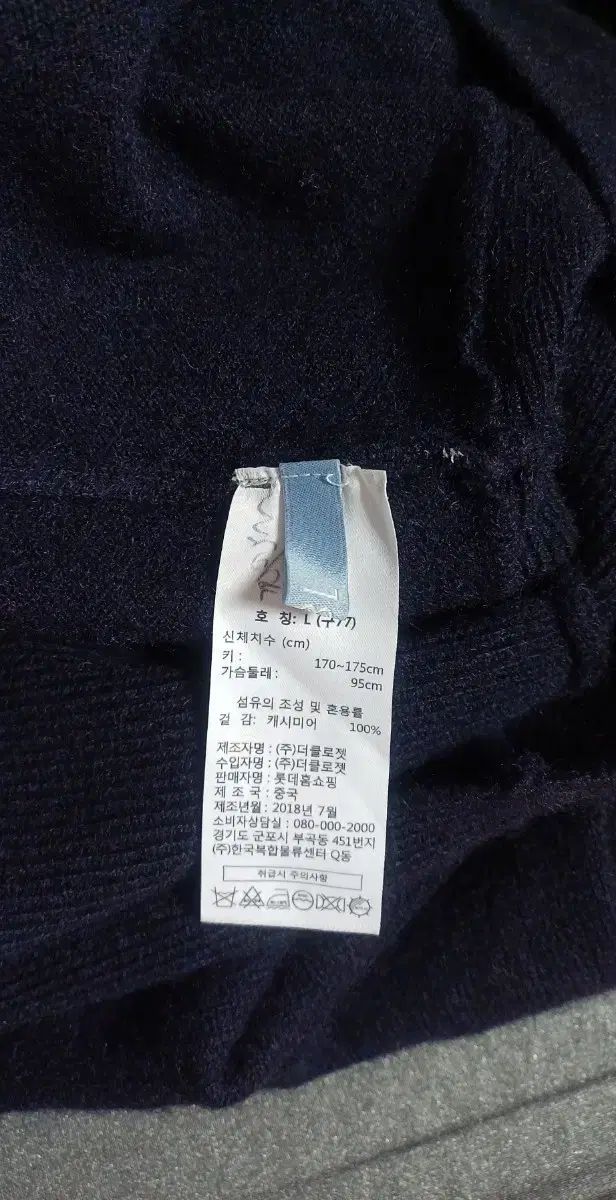 호 칭: L (구77)
신체치수 (cm)
키 : 170~175cm
가슴둘레 : 95cm
섬유의 조성 및 혼용률
겉 감: 캐시미어 100%
제조자명 : (주)더클로젯
수입자명 : (주)더클로젯
판매자명 : 롯데홈쇼핑
제 조 국 : 중국
제조년월 : 2018년 7월
소비자상담실 : 080-000-2000
경기도 군포시 부곡동 451번지
(주)한국복합물류센터 Q동
취급시 주의사항